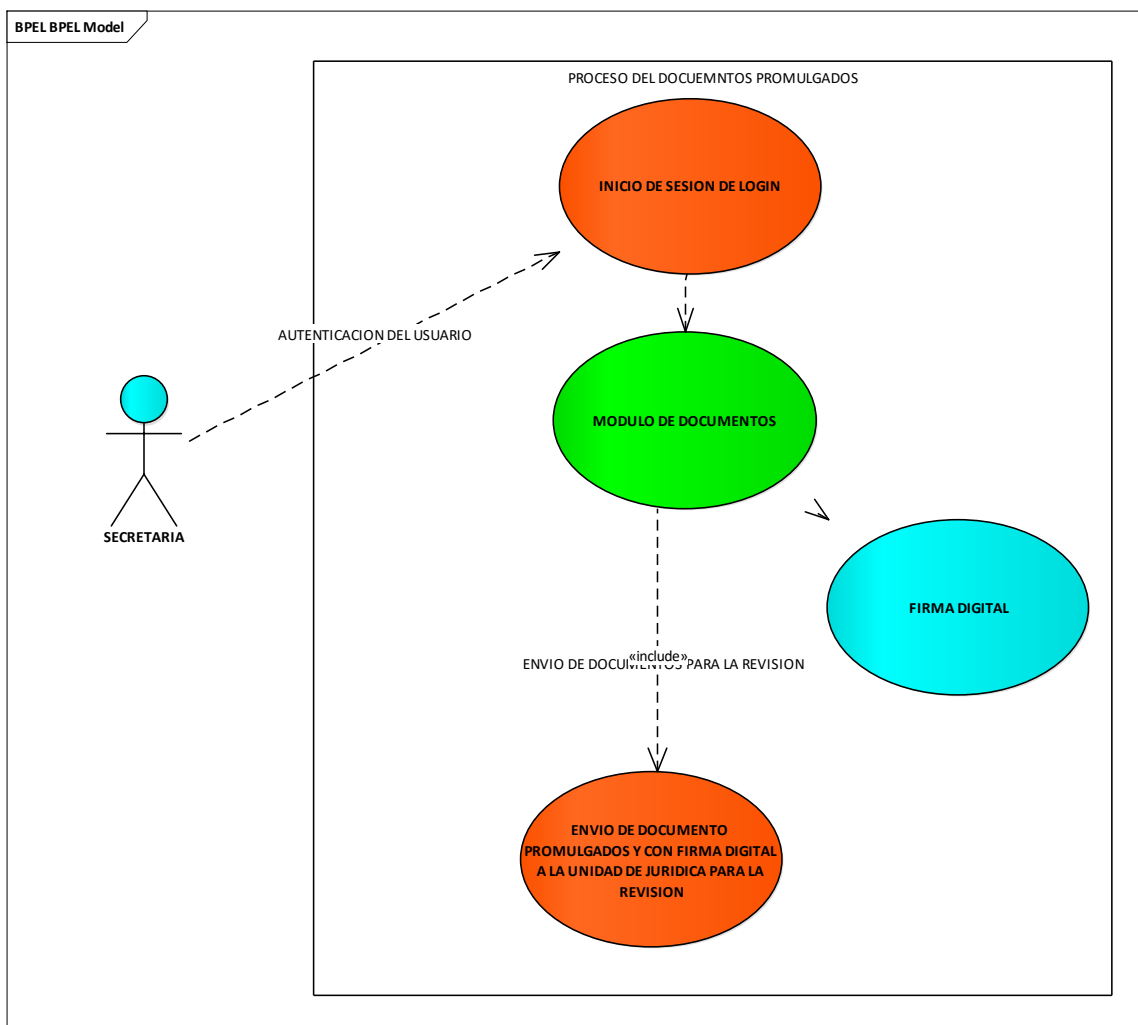 BPEL BPEL Model
PROCESO DEL DOCUEMNTOS PROMULGADOS
INICIO DE SESION DE LOGIN
AUTENTICACION DEL USUARIO
MODULO DE DOCUMENTOS
SECRETARIA
FIRMA DIGITAL
«include»
ENVIO DE DOCUMENTOS PARA LA REVISION
ENVIO DE DOCUMENTO
PROMULGADOS Y CON FIRMA DIGITAL
A LA UNIDAD DE JURIDICA PARA LA
REVISION